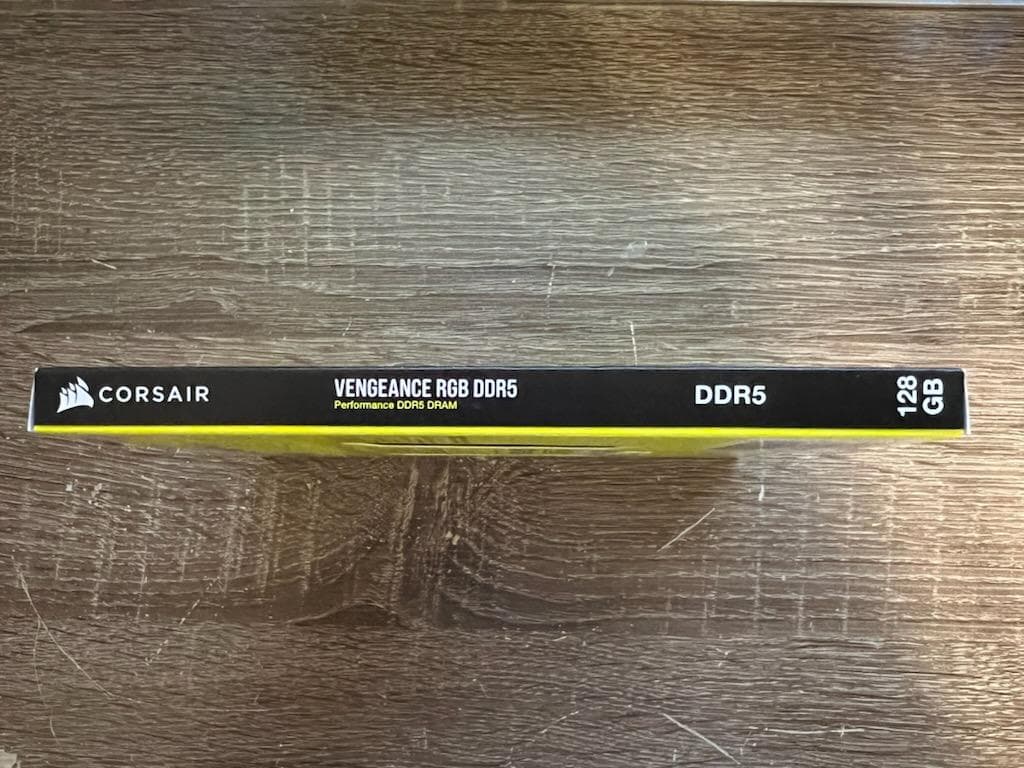 CORSAIR
VENGEANCE RGB DDR5
Performance DDR5 DRAM
DDR5
128
GB